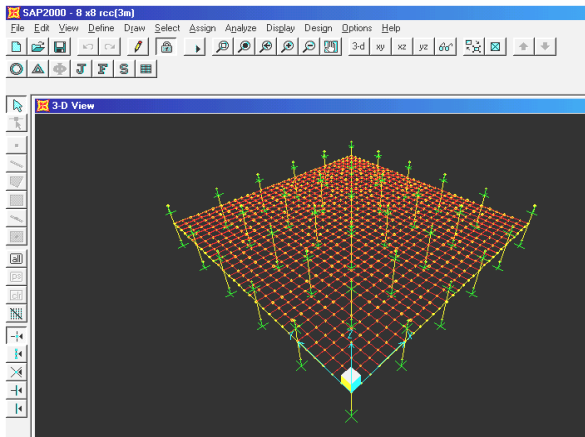 SAP2000 - 8 x8 rcc(3m)
File Edit View Define Draw Select Assign Analyze Display Design Options Help
3-d xy xz yz
J F S
3-D View
all